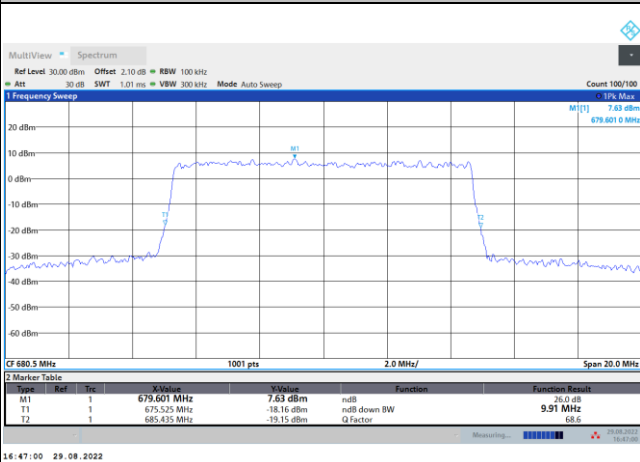 MultiView Spectrum
Ref Level 30.00 dBm Offset 2.10 dB RBW 100 kHz
Att 30 dB SWT 1.01 ms VBW 300 kHz Mode Auto Sweep Count 100/100
1 Frequency Sweep 1Pk Max
M1[1] 7.63 dBm
679.601 0 MHz
20 dBm
M1
10 dBm
0 dBm
-10 dBm
T1
T2
-20 dBm
-30 dBm
-40 dBm
-50 dBm
-60 dBm
CF 680.5 MHz 1001 pts 2.0 MHz/ Span 20.0 MHz
2 Marker Table
Type Ref Trc X-Value Y-Value Function Function Result
M1 1 679.601 MHz 7.63 dBm ndB 26.0 dB
T1 1 675.525 MHz -18.16 dBm ndB down BW 9.91 MHz
T2 1 685.435 MHz -19.15 dBm Q Factor 68.6
Measuring... 29.08.2022
16:47:00
16:47:00 29.08.2022